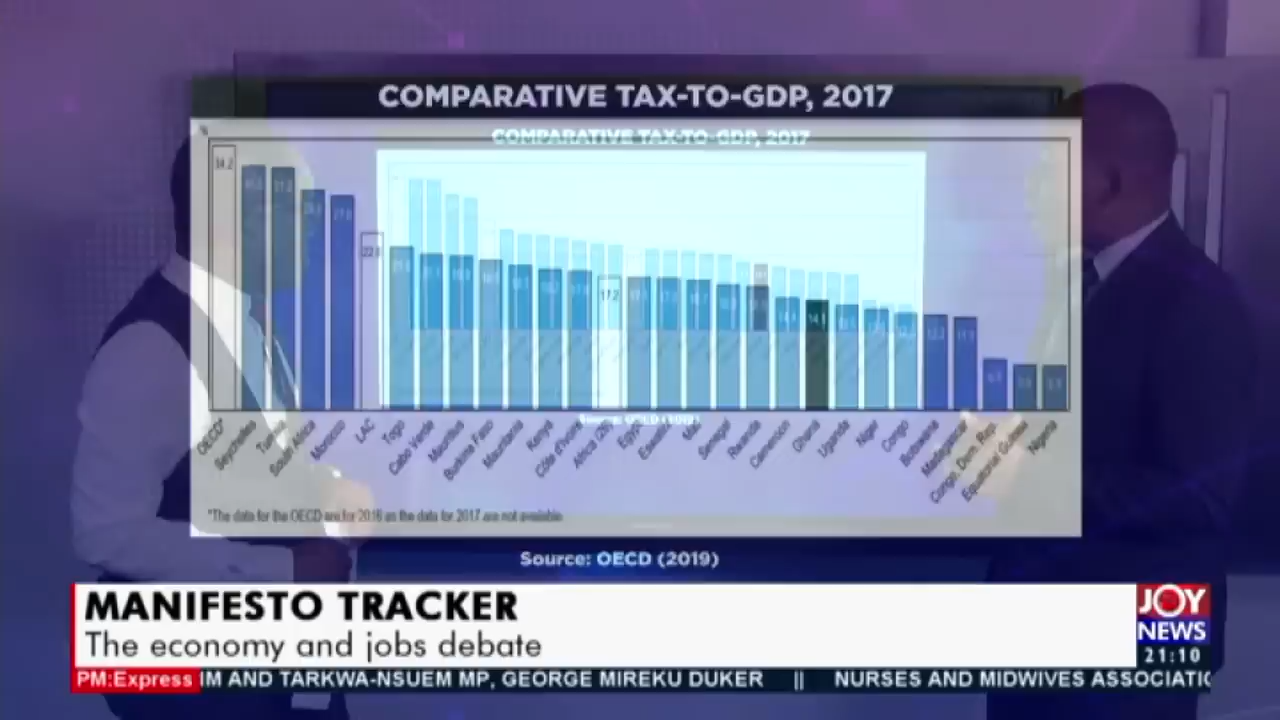 COMPARATIVE TAX-TO-GDP, 2017
COMPARATIVE TAX-TO-GDP, 2017
34.2
22.8
17.2
14.1
OECD*
Seychelles
South Africa
Morocco
LAC
Togo
Cabo Verde
Mauritius
Burkina Faso
Mauritania
Kenya
Côte d'Ivoire
Senegal
Rwanda
Cameroon
Ghana
Uganda
Niger
Congo
Botswana
Madagascar
Congo, Dem. Rep.
Equatorial Guinea
Nigeria
*The data for the OECD are for 2016 as the data for 2017 are not available
Source: OECD (2019)
MANIFESTO TRACKER
The economy and jobs debate
JOY
NEWS
21:10
PM:Express IM AND TARKWA-NSUEM MP, GEORGE MIREKU DUKER || NURSES AND MIDWIVES ASSOCIATI